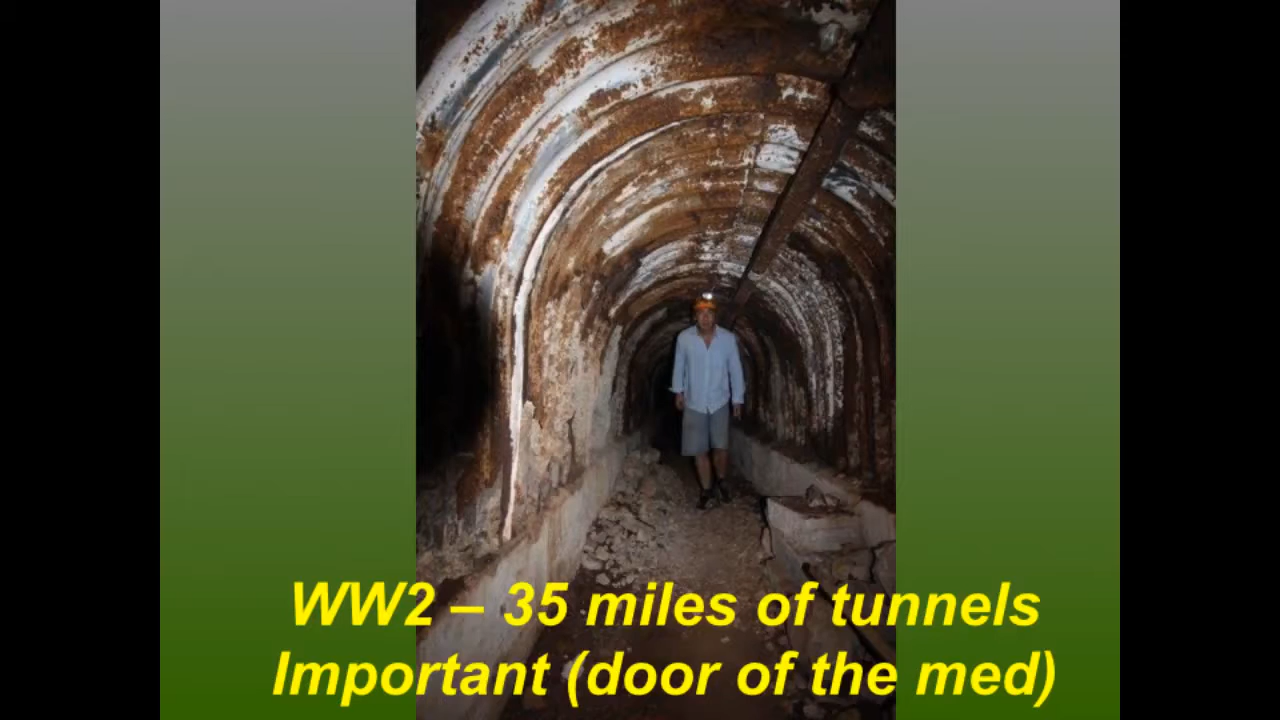 WW2 – 35 miles of tunnels
Important (door of the med)